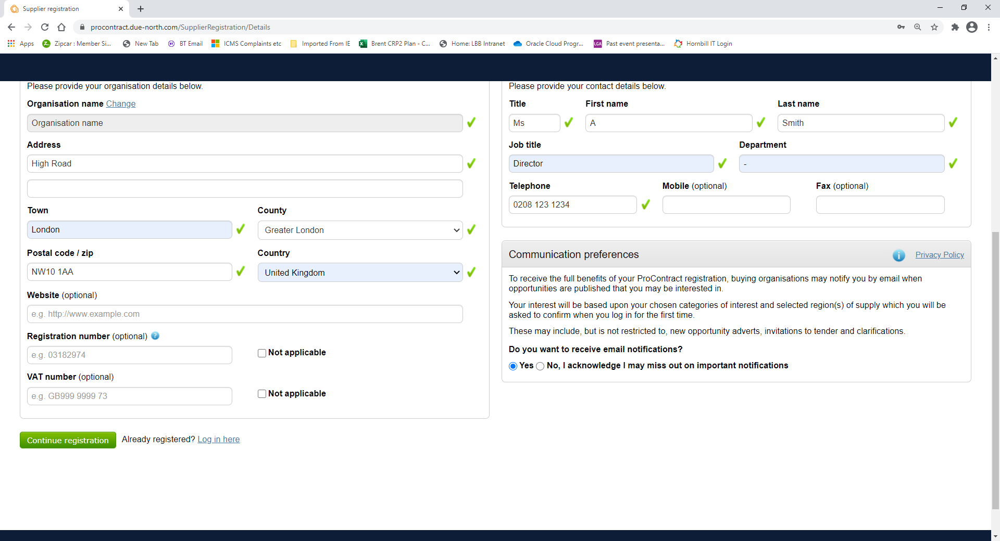 Supplier registration
procontract.due-north.com/SupplierRegistration/Details
Apps
Zipcar : Member Si...
New Tab
BT Email
ICMS Complaints etc
Imported From IE
Brent CRP2 Plan - C...
Home: LBB Intranet
Oracle Cloud Progr...
LGA
Past event presenta...
Hornbill IT Login
Please provide your organisation details below.
Organisation name Change
Organisation name
Address
High Road
Town
County
London
Greater London
Postal code / zip
Country
NW10 1AA
United Kingdom
Website (optional)
e.g. http://www.example.com
Registration number (optional) ?
e.g. 03182974
Not applicable
VAT number (optional)
e.g. GB999 9999 73
Not applicable
Continue registration
Already registered? Log in here
Please provide your contact details below.
Title
First name
Last name
Ms
A
Smith
Job title
Department
Director
-
Telephone
Mobile (optional)
Fax (optional)
0208 123 1234
Communication preferences
i
Privacy Policy
To receive the full benefits of your ProContract registration, buying organisations may notify you by email when
opportunities are published that you may be interested in.
Your interest will be based upon your chosen categories of interest and selected region(s) of supply which you will be
asked to confirm when you log in for the first time.
These may include, but is not restricted to, new opportunity adverts, invitations to tender and clarifications.
Do you want to receive email notifications?
Yes
No, I acknowledge I may miss out on important notifications